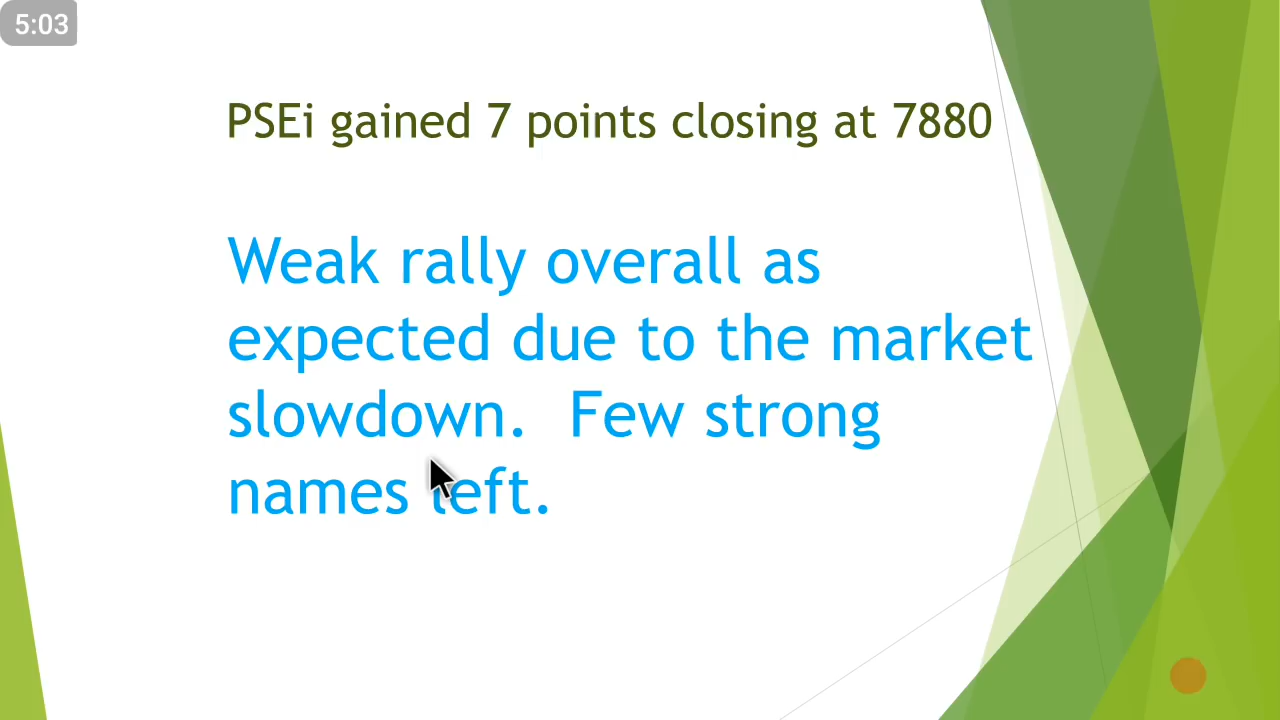 5:03
PSEi gained 7 points closing at 7880
Weak rally overall as
expected due to the market
slowdown.  Few strong
names left.